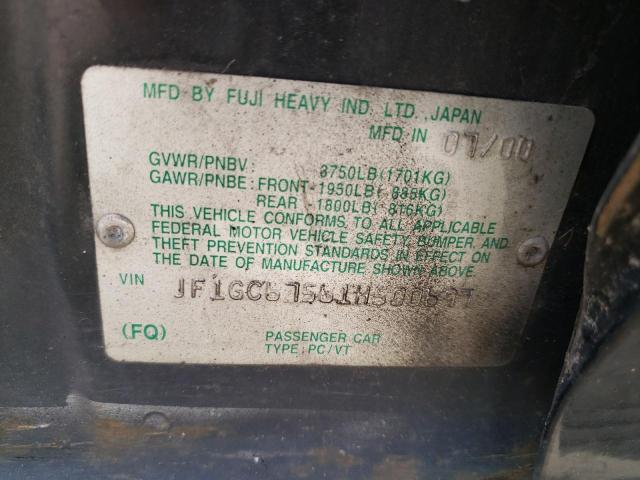 MFD BY FUJI HEAVY IND. LTD., JAPAN
MFD IN 07/00
GVWR/PNBV : 3750LB(1701KG)
GAWR/PNBE : FRONT-1950LB( 885KG)
REAR -1800LB( 816KG)
THIS VEHICLE CONFORMS TO ALL APPLICABLE
FEDERAL MOTOR VEHICLE SAFETY, BUMPER, AND
THEFT PREVENTION STANDARDS IN EFFECT ON
THE DATE OF MANUFACTURE SHOWN ABOVE.
VIN
(FQ) PASSENGER CAR
TYPE : PC/VT